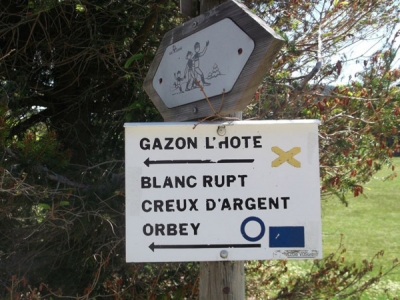 GAZON L'HOTE
BLANC RUPT
CREUX D'ARGENT
ORBEY